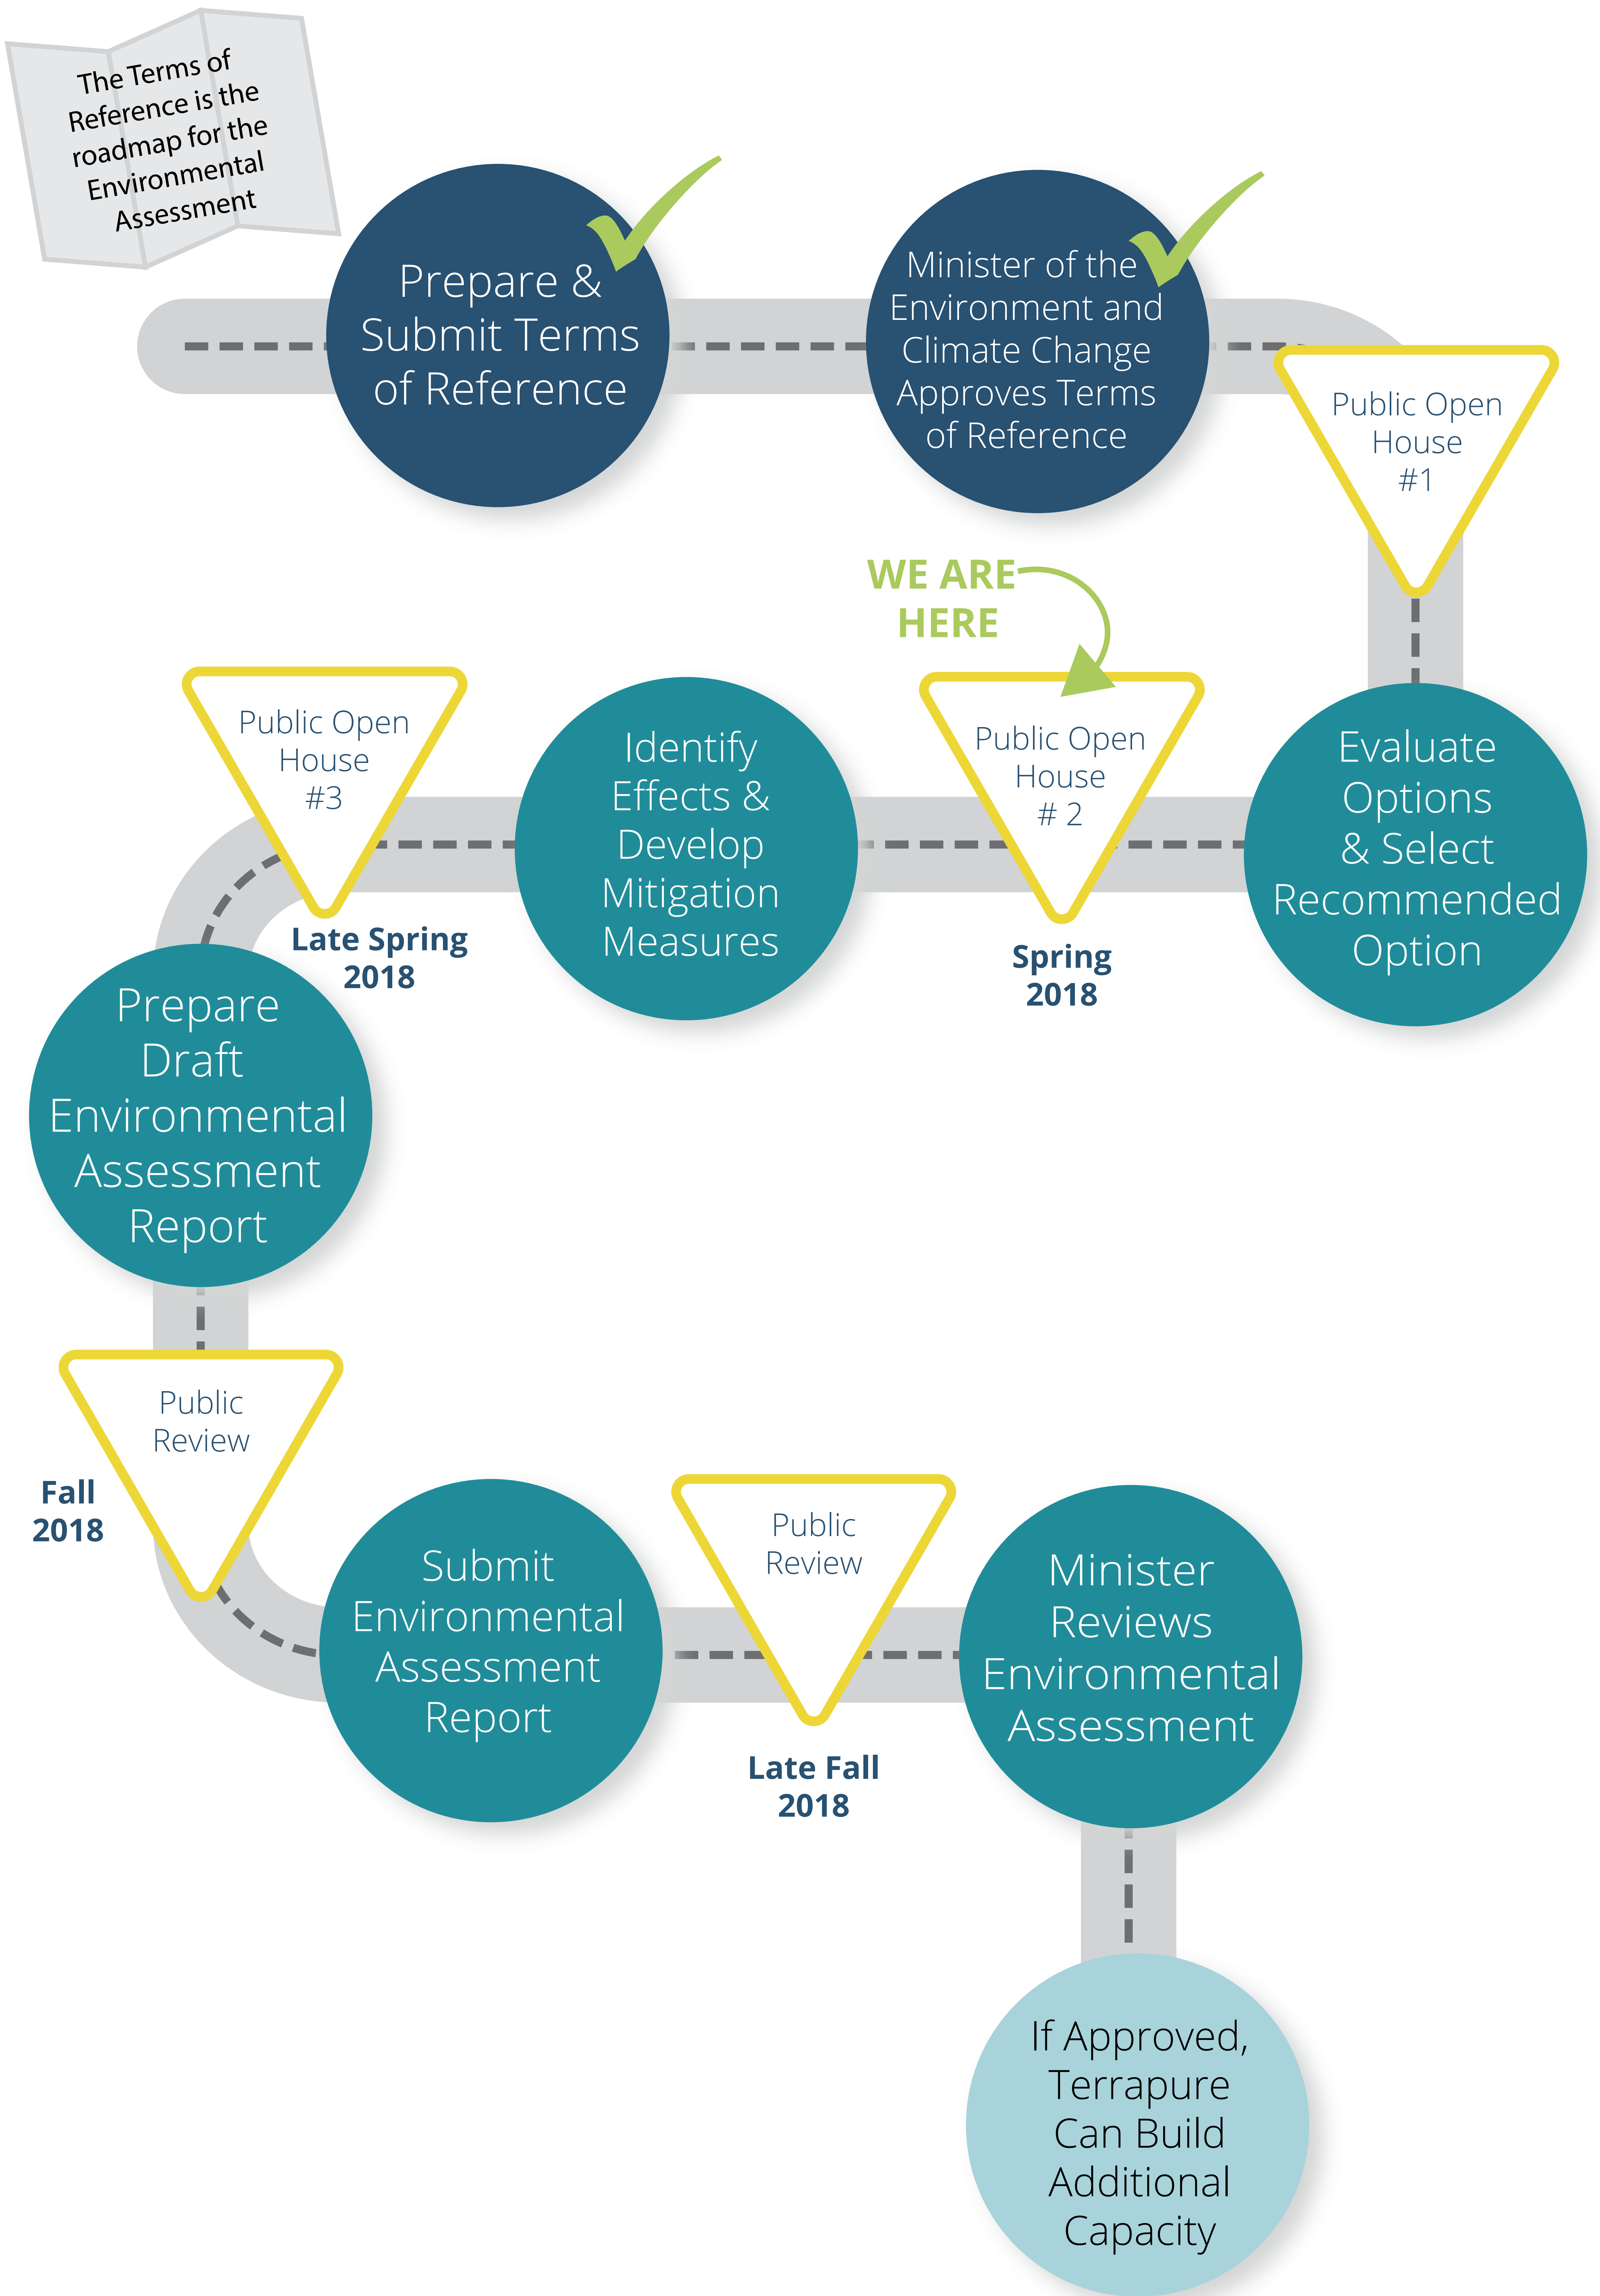 The Terms of
Reference is the
roadmap for the
Environmental
Assessment
Prepare &
Submit Terms
of Reference
Minister of the
Environment and
Climate Change
Approves Terms
of Reference
Public Open
House
#1
WE ARE
HERE
Evaluate
Options
& Select
Recommended
Option
Public Open
House
# 2
Spring
2018
Identify
Effects &
Develop
Mitigation
Measures
Public Open
House
#3
Late Spring
2018
Prepare
Draft
Environmental
Assessment
Report
Public
Review
Fall
2018
Submit
Environmental
Assessment
Report
Public
Review
Late Fall
2018
Minister
Reviews
Environmental
Assessment
If Approved,
Terrapure
Can Build
Additional
Capacity